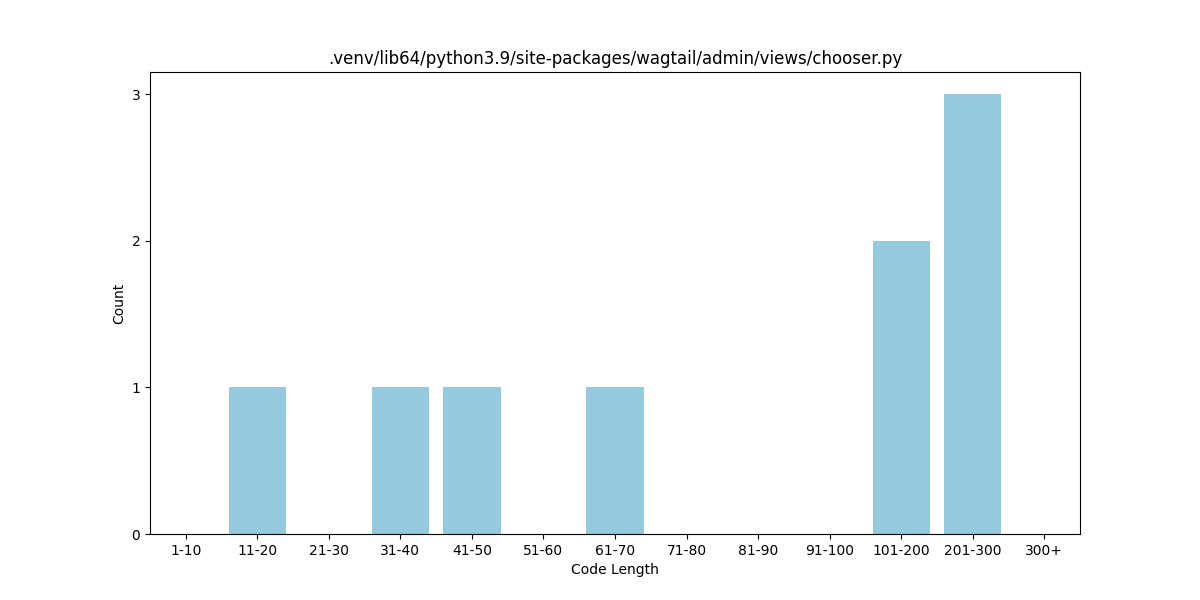 .venv/lib64/python3.9/site-packages/wagtail/admin/views/chooser.py
3
2
1
0
Count
1-10 11-20 21-30 31-40 41-50 51-60 61-70 71-80 81-90 91-100 101-200 201-300 300+
Code Length